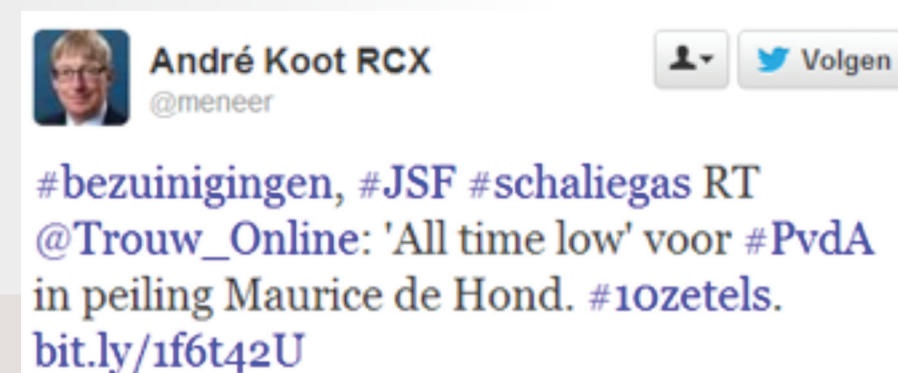 André Koot RCX
Volgen
@meneer
#bezuinigingen, #JSF #schaliegas RT
@Trouw_Online: 'All time low' voor #PvdA
in peiling Maurice de Hond. #10zetels.
bit.ly/1f6t42U